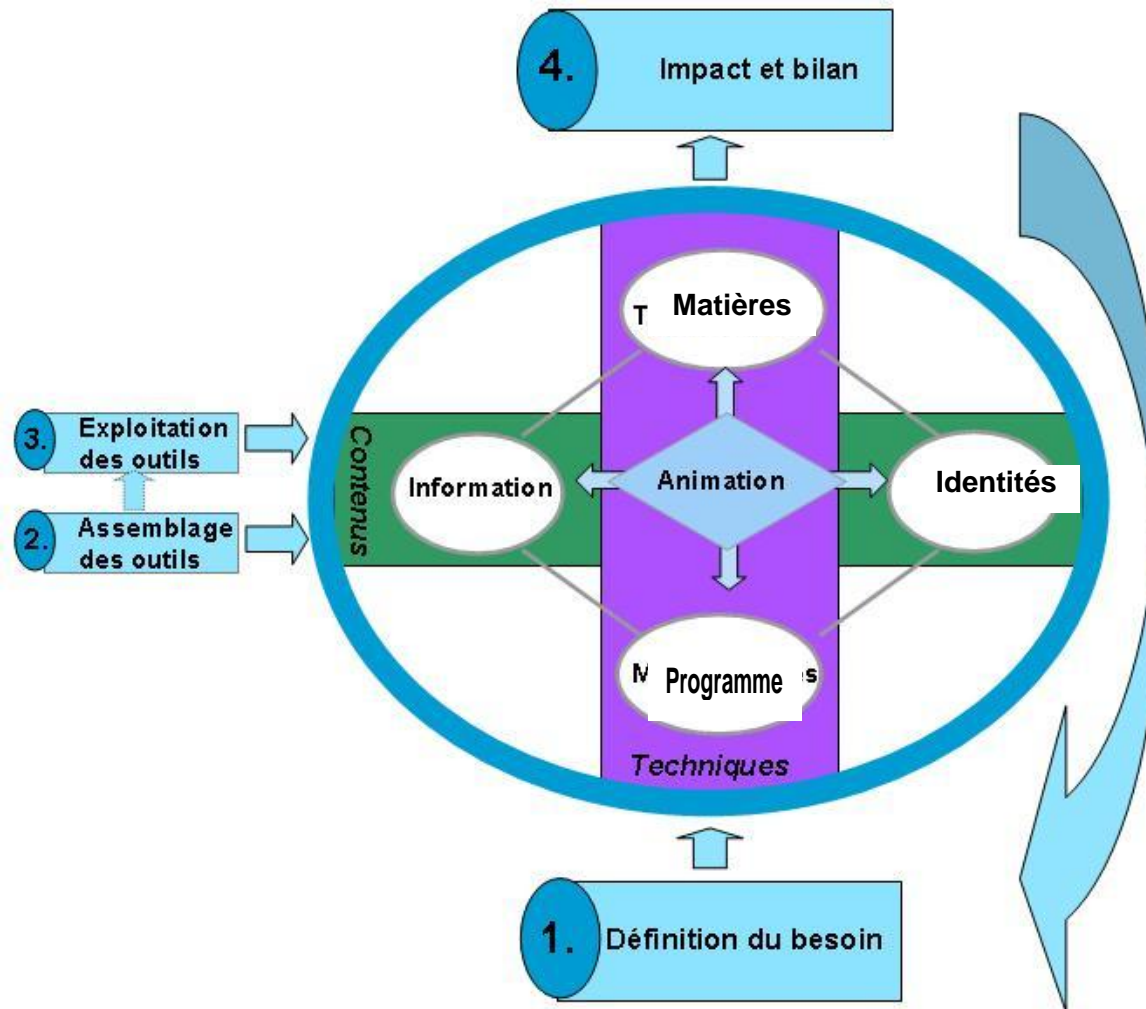 4. Impact et bilan
T Matières
3. Exploitation
des outils
Contenus
Information
Animation
Identités
2. Assemblage
des outils
M Programme es
Techniques
1. Définition du besoin